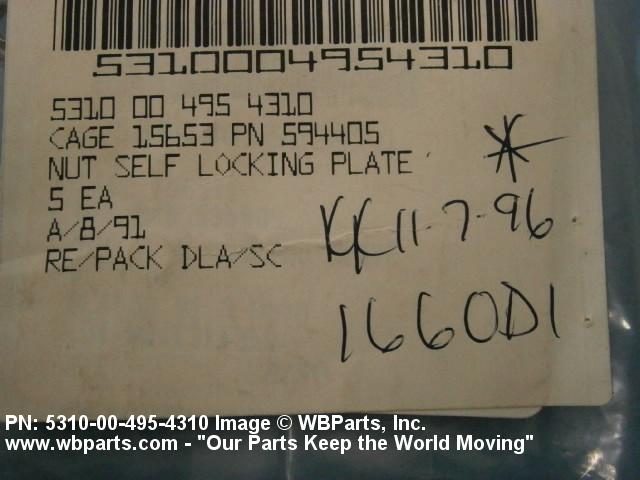 5310004954310
5310 00 495 4310
CAGE 15653 PN 594405
NUT SELF LOCKING PLATE
5 EA
A/8/91
RE/PACK DLA/SC
KK 11-7-96
1660D1
PN: 5310-00-495-4310 Image © WBParts, Inc.
www.wbparts.com - "Our Parts Keep the World Moving"